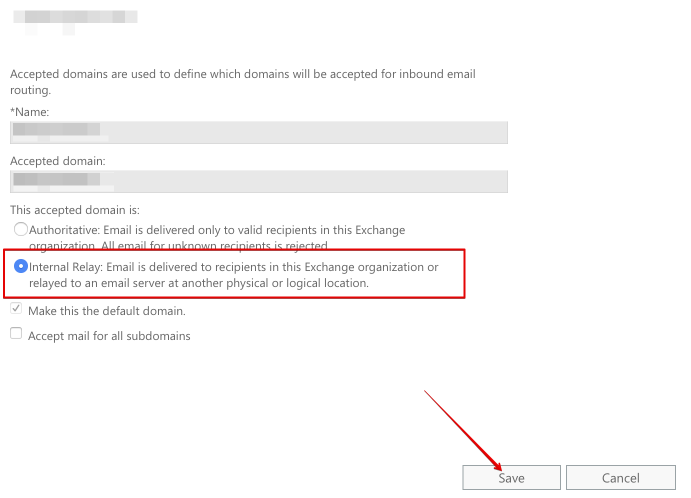 Accepted domains are used to define which domains will be accepted for inbound email
routing.
*Name:
Accepted domain:
This accepted domain is:
Authoritative: Email is delivered only to valid recipients in this Exchange
organization. All email for unknown recipients is rejected.
Internal Relay: Email is delivered to recipients in this Exchange organization or
relayed to an email server at another physical or logical location.
Make this the default domain.
Accept mail for all subdomains
Save
Cancel